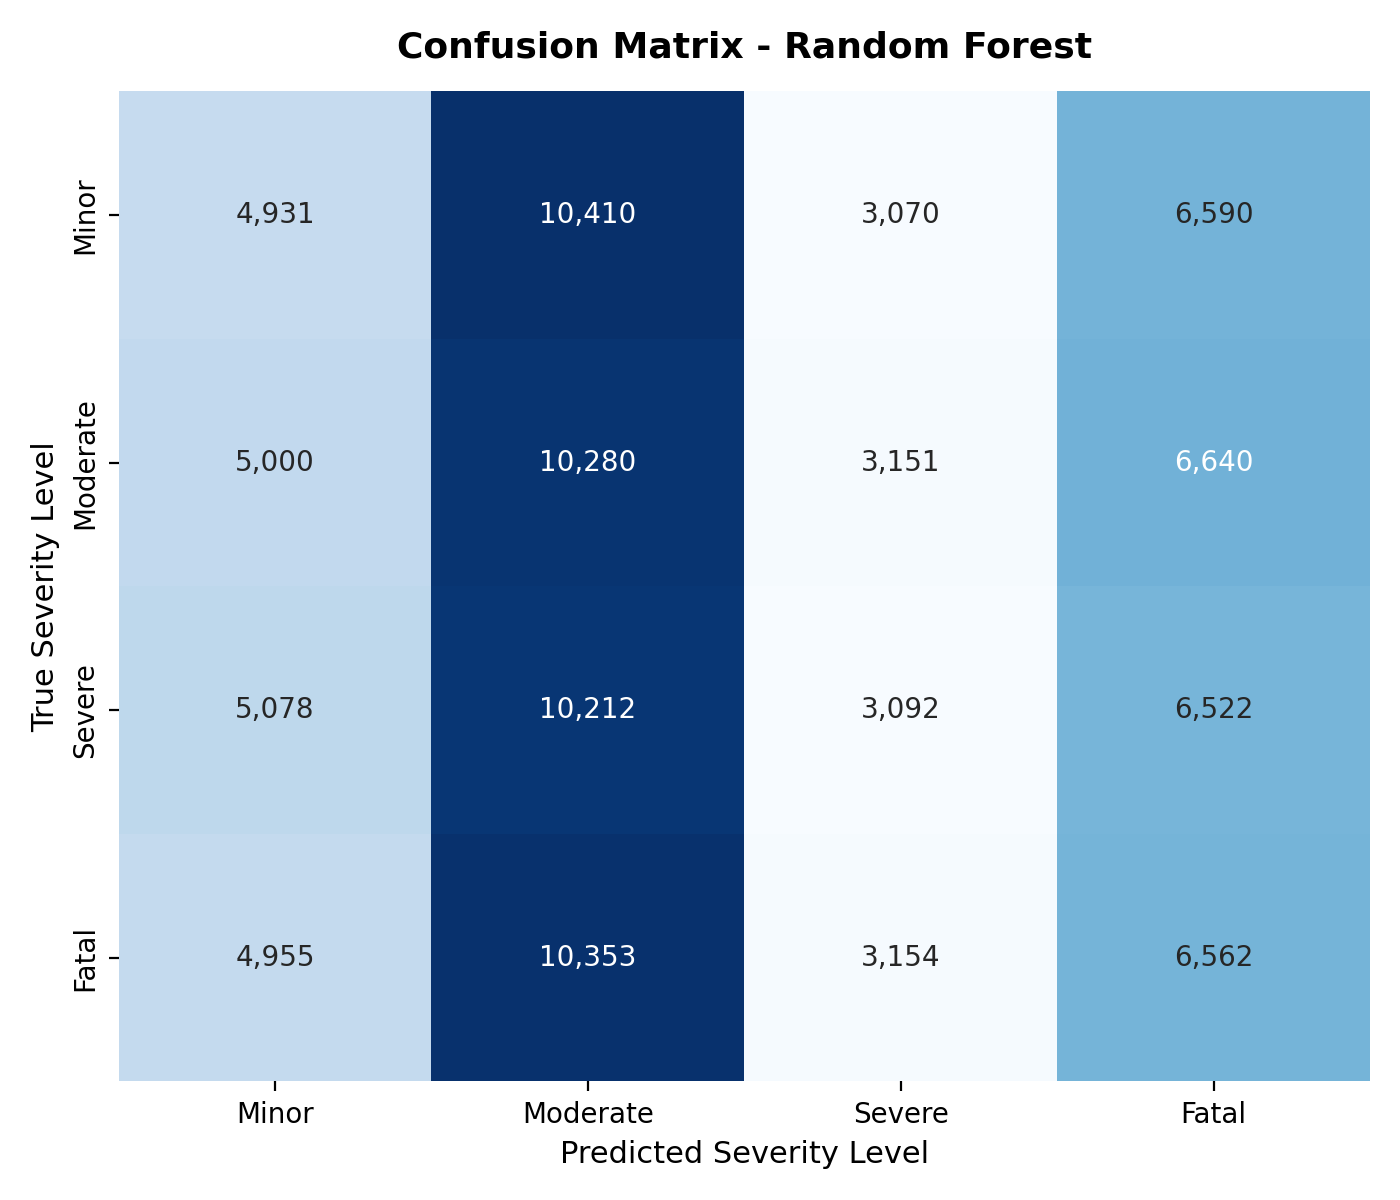 Confusion Matrix - Random Forest
True Severity Level
Minor 4,931 10,410 3,070 6,590
Moderate 5,000 10,280 3,151 6,640
Severe 5,078 10,212 3,092 6,522
Fatal 4,955 10,353 3,154 6,562
Minor Moderate Severe Fatal
Predicted Severity Level